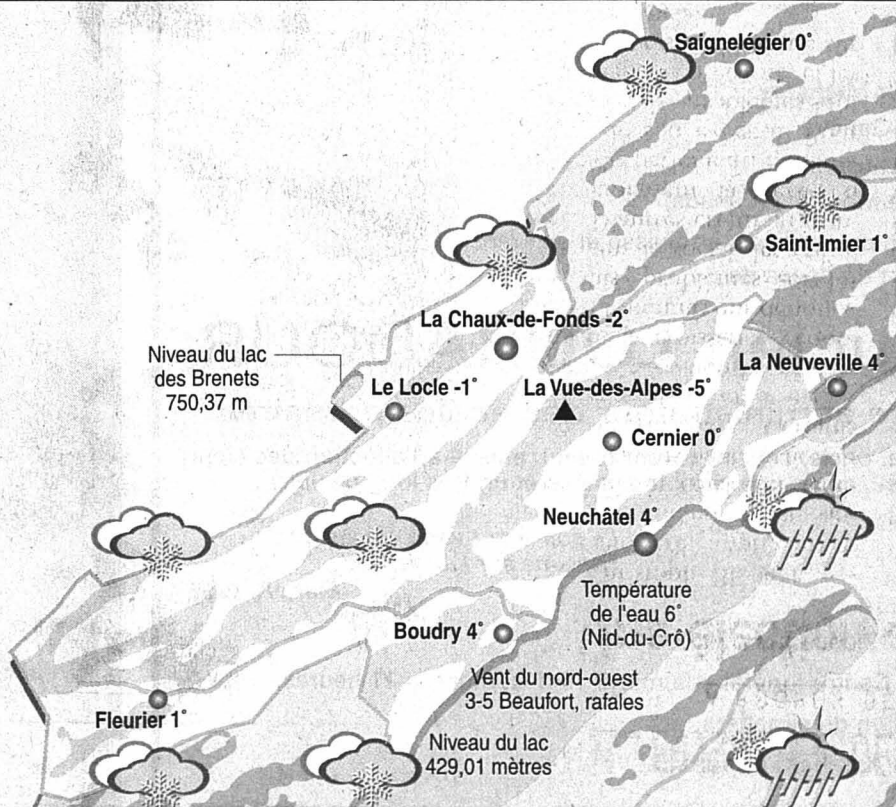 Saignelégier 0°
Saint-Imier 1°
La Chaux-de-Fonds -2°
Niveau du lac
des Brenets
750,37 m
La Neuveville 4°
Le Locle -1°
La Vue-des-Alpes -5°
Cernier 0°
Neuchâtel 4°
Température
de l'eau 6°
(Nid-du-Crô)
Boudry 4°
Vent du nord-ouest
3-5 Beaufort, rafales
Fleurier 1°
Niveau du lac
429,01 mètres